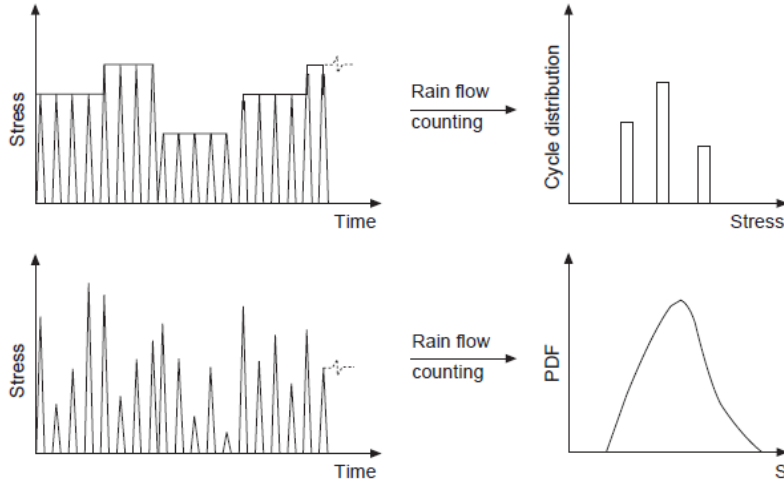 Stress
Time
Rain flow
counting
Cycle distribution
Stress
Stress
Time
Rain flow
counting
PDF
S